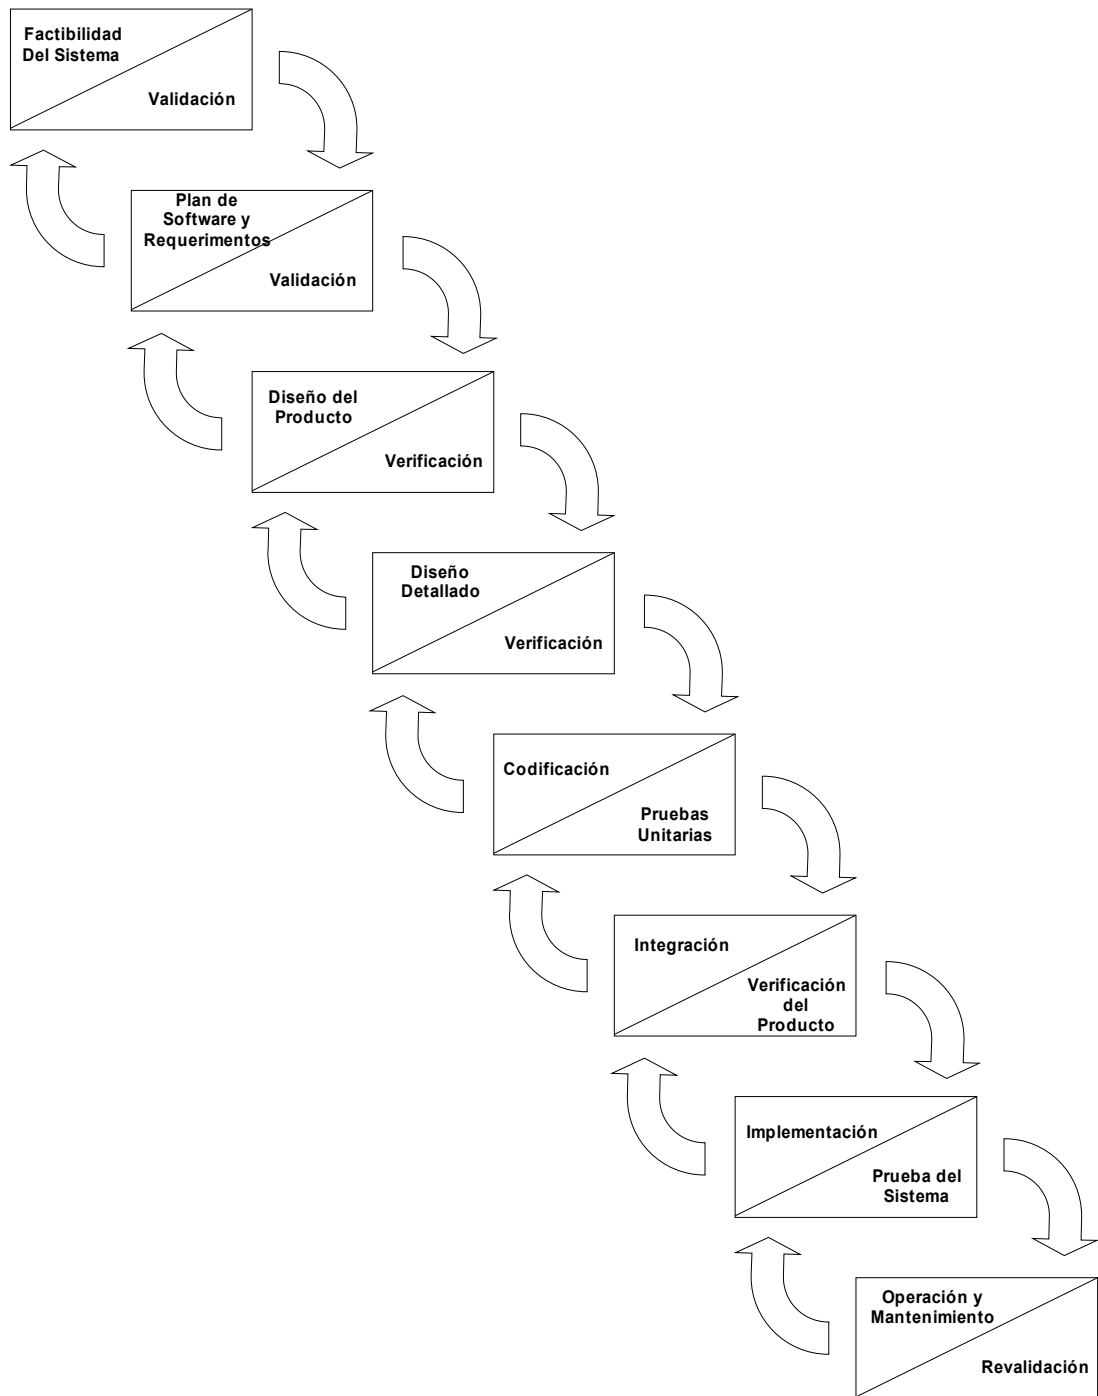 Factibilidad
Del Sistema
Validación
Plan de
Software y
Requerimentos
Validación
Diseño del
Producto
Verificación
Diseño
Detallado
Verificación
Codificación
Pruebas
Unitarias
Integración
Verificación
del
Producto
Implementación
Prueba del
Sistema
Operación y
Mantenimiento
Revalidación